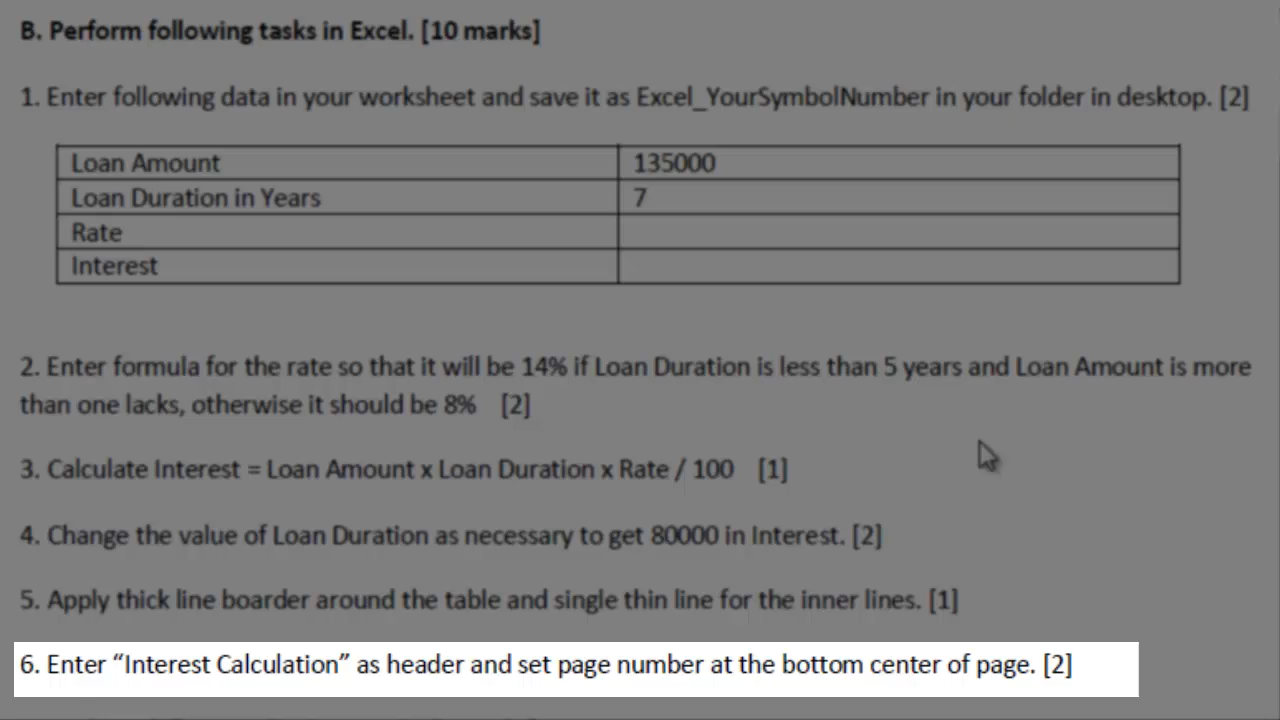 B. Perform following tasks in Excel. [10 marks]
1. Enter following data in your worksheet and save it as Excel_YourSymbolNumber in your folder in desktop. [2]
Loan Amount 135000
Loan Duration in Years 7
Rate
Interest
2. Enter formula for the rate so that it will be 14% if Loan Duration is less than 5 years and Loan Amount is more
than one lacks, otherwise it should be 8% [2]
3. Calculate Interest = Loan Amount x Loan Duration x Rate / 100 [1]
4. Change the value of Loan Duration as necessary to get 80000 in Interest. [2]
5. Apply thick line boarder around the table and single thin line for the inner lines. [1]
6. Enter “Interest Calculation” as header and set page number at the bottom center of page. [2]